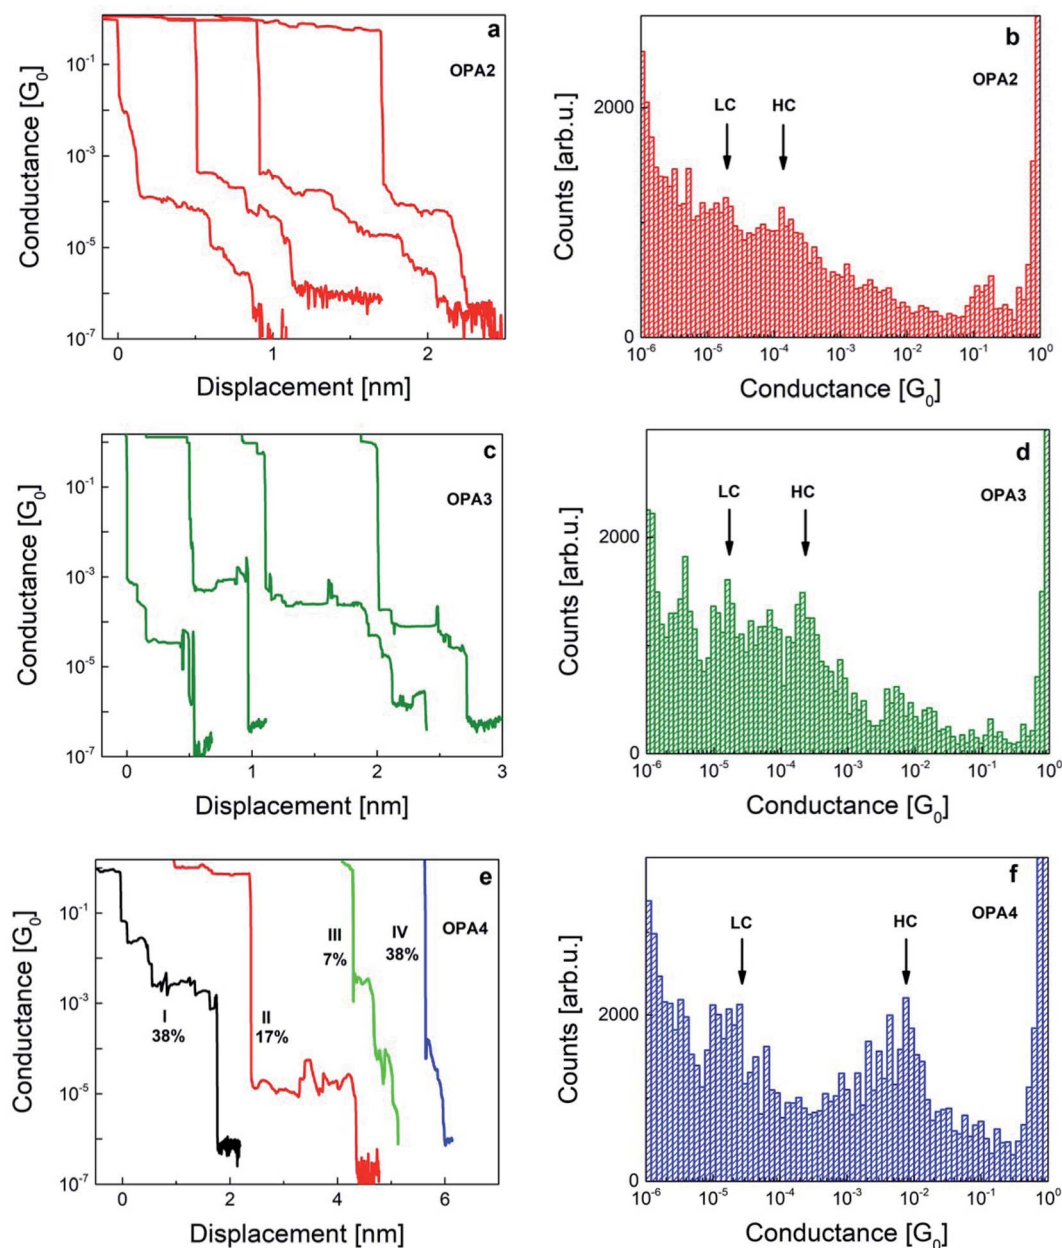 a
OPA2
Conductance [G₀]
10⁻¹
10⁻³
10⁻⁵
10⁻⁷
0 1 2
Displacement [nm]
b
OPA2
LC HC
Counts [arb.u.]
2000
0
10⁻⁶ 10⁻⁵ 10⁻⁴ 10⁻³ 10⁻² 10⁻¹ 10⁰
Conductance [G₀]
c
OPA3
Conductance [G₀]
10⁻¹
10⁻³
10⁻⁵
10⁻⁷
0 1 2 3
Displacement [nm]
d
OPA3
LC HC
Counts [arb.u.]
2000
0
10⁻⁶ 10⁻⁵ 10⁻⁴ 10⁻³ 10⁻² 10⁻¹ 10⁰
Conductance [G₀]
e
OPA4
Conductance [G₀]
10⁻¹
10⁻³
10⁻⁵
10⁻⁷
I
38%
II
17%
III
7%
IV
38%
0 2 4 6
Displacement [nm]
f
OPA4
LC HC
Counts [arb.u.]
2000
0
10⁻⁶ 10⁻⁵ 10⁻⁴ 10⁻³ 10⁻² 10⁻¹ 10⁰
Conductance [G₀]